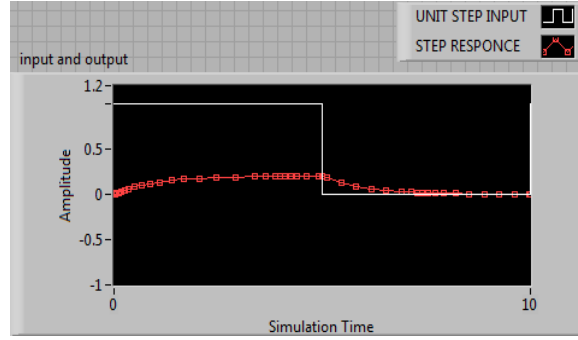 UNIT STEP INPUT
STEP RESPONCE
input and output
1.2
0.5
0
-0.5
-1
Amplitude
0
10
Simulation Time